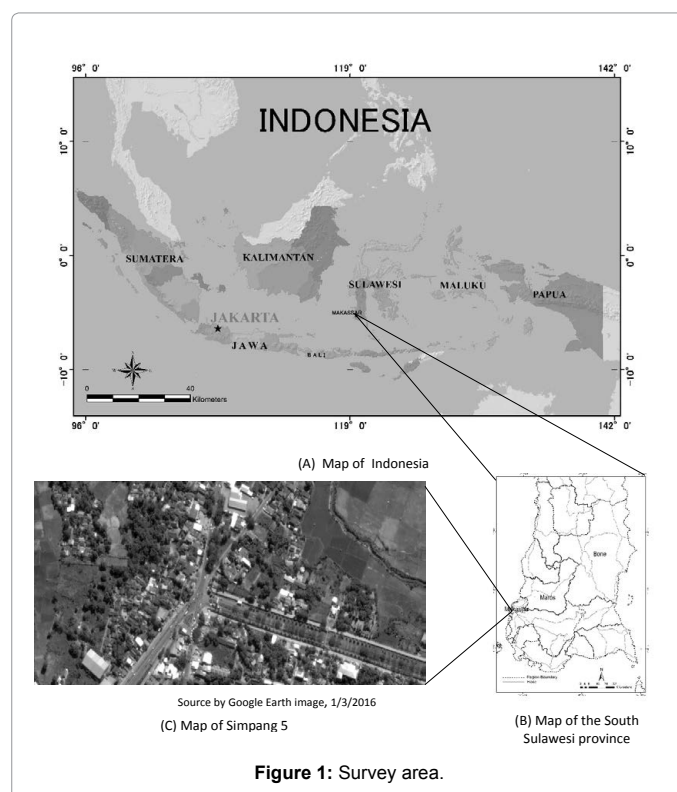 96° 0'
119° 0'
142° 0'
INDONESIA
10° 0'
10° 0'
0° 0'
0° 0'
SUMATERA
KALIMANTAN
SULAWESI
MALUKU
PAPUA
MAKASSAR
JAKARTA
JAWA
BALI
-10° 0'
-10° 0'
0
40
Kilometers
96° 0'
119° 0'
142° 0'
(A) Map of Indonesia
Bone
Maros
Region Boundary
N
Source by Google Earth image, 1/3/2016
(C) Map of Simpang 5
(B) Map of the South
Sulawesi province
Figure 1: Survey area.